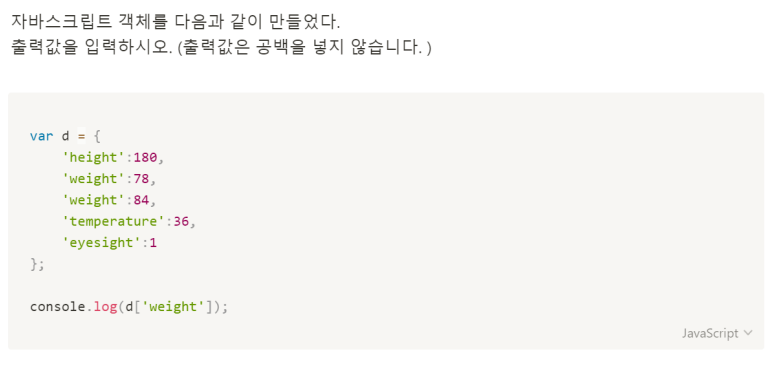 자바스크립트 객체를 다음과 같이 만들었다.
출력값을 입력하시오. (출력값은 공백을 넣지 않습니다. )
var d = {
    'height':180,
    'weight':78,
    'weight':84,
    'temperature':36,
    'eyesight':1
};
console.log(d['weight']);
JavaScript